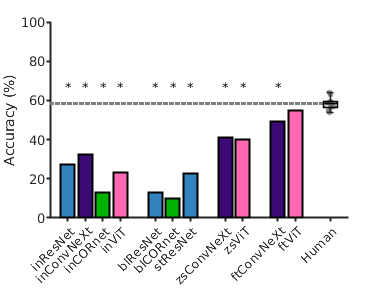 100
80
60
40
20
0
Accuracy (%)
* * * * * * * * *
inResNet
inConvNeXt
inCORnet
inViT
blResNet
blCORnet
stResNet
zsConvNeXt
zsViT
ftConvNeXt
ftViT
Human